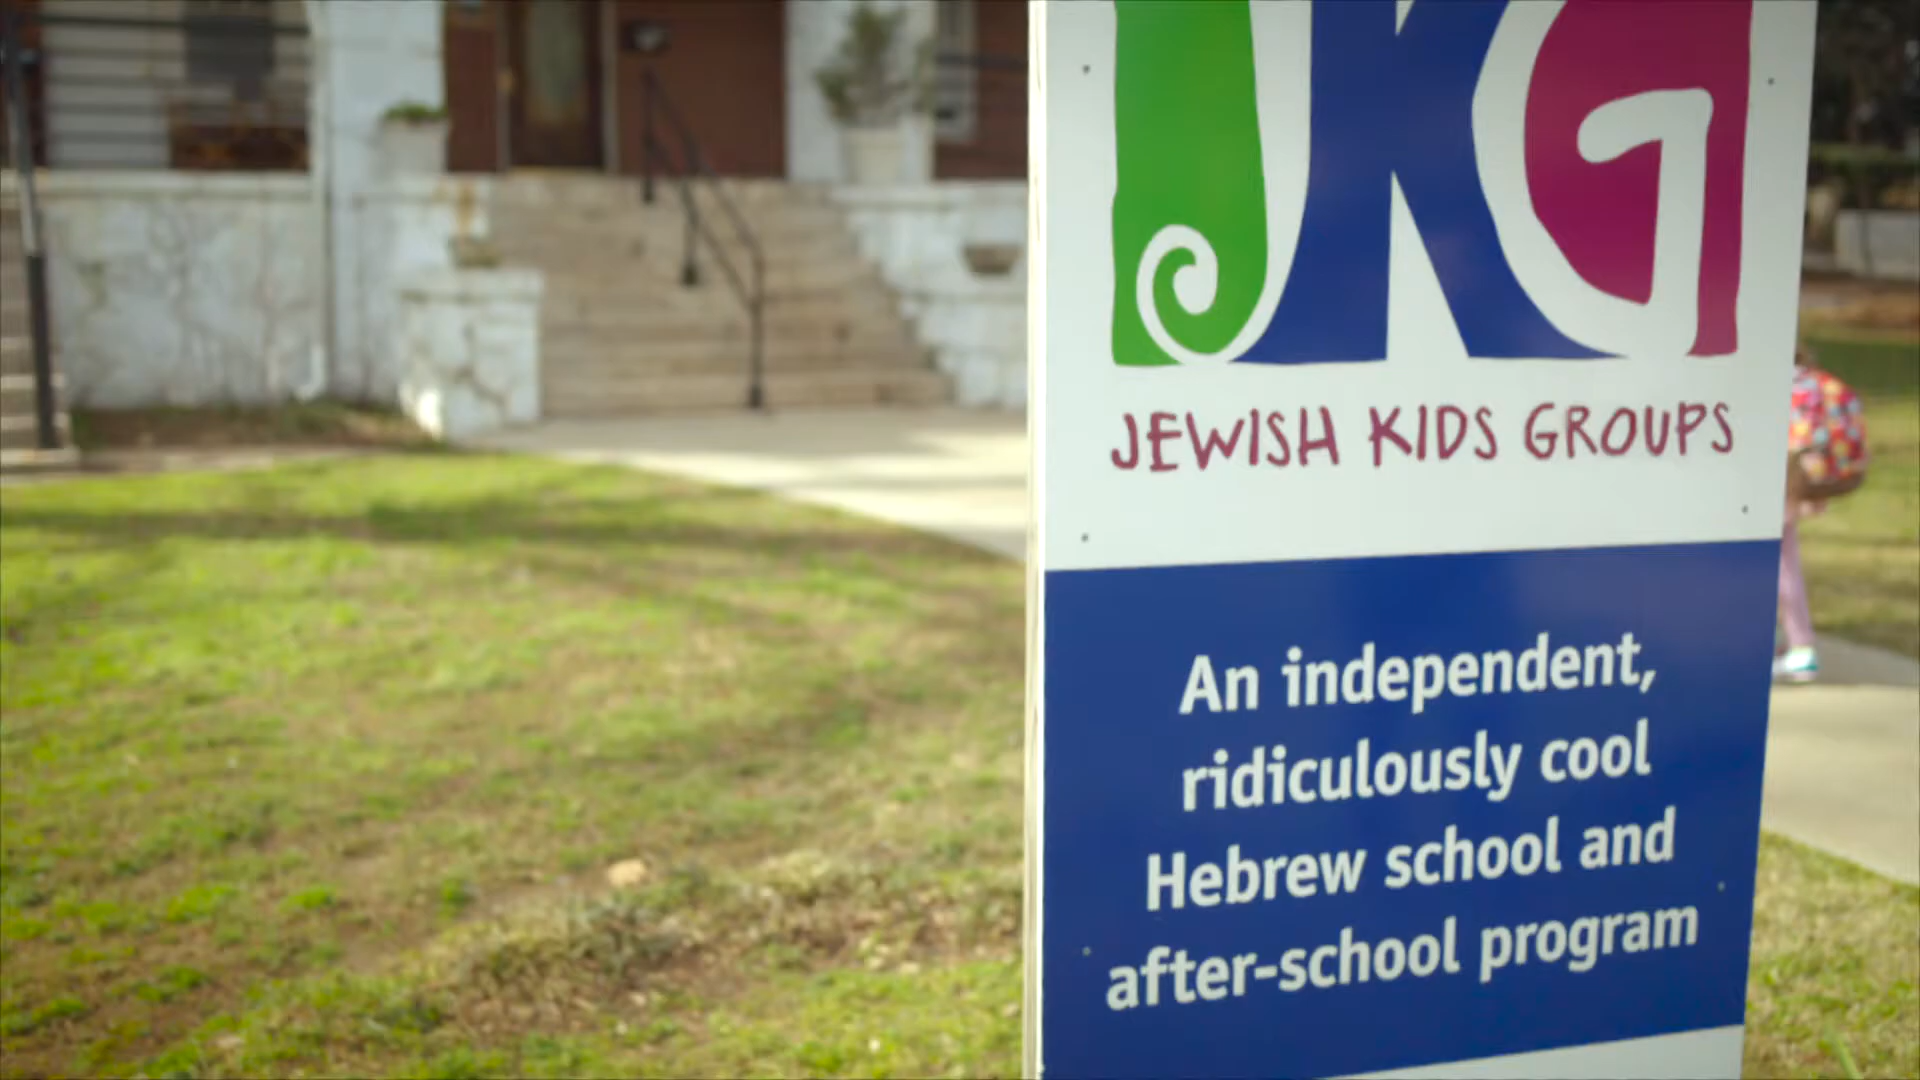 JKG
JEWISH KIDS GROUPS
An independent,
ridiculously cool
Hebrew school and
after-school program